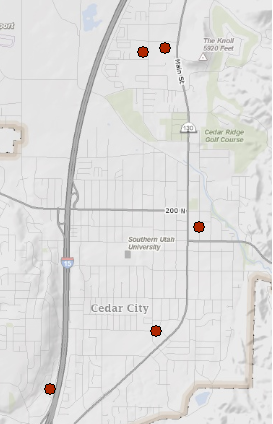 port
The Knoll
5920 Feet
Main St
130
Cedar Ridge
Golf Course
200 N
Southern Utah
University
15
Cedar City